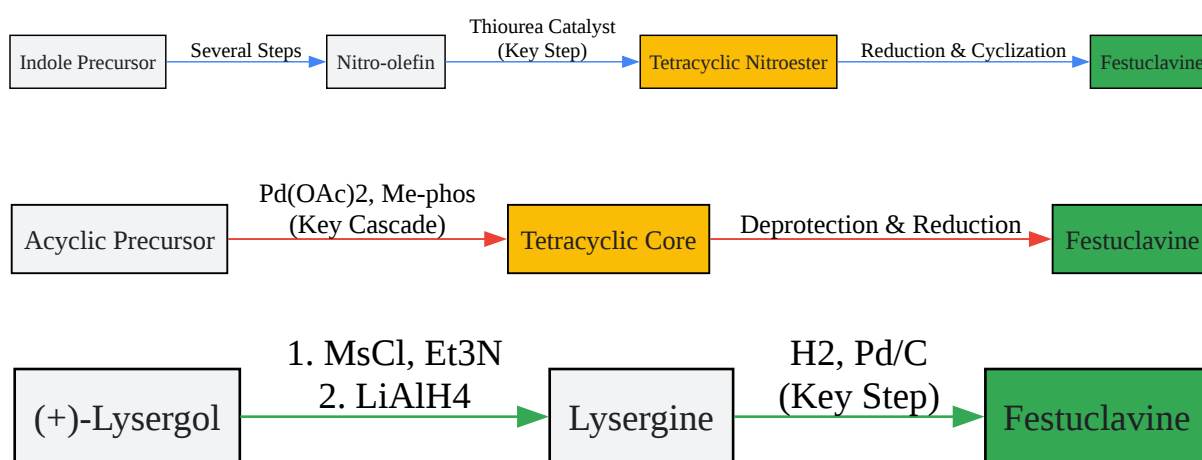 Indole Precursor
Several Steps
Nitro-olefin
Thiourea Catalyst
(Key Step)
Tetracyclic Nitroester
Reduction & Cyclization
Festuclavine
Acyclic Precursor
Pd(OAc)2, Me-phos
(Key Cascade)
Tetracyclic Core
Deprotection & Reduction
Festuclavine
(+)-Lysergol
1. MsCl, Et3N
2. LiAlH4
Lysergine
H2, Pd/C
(Key Step)
Festuclavine